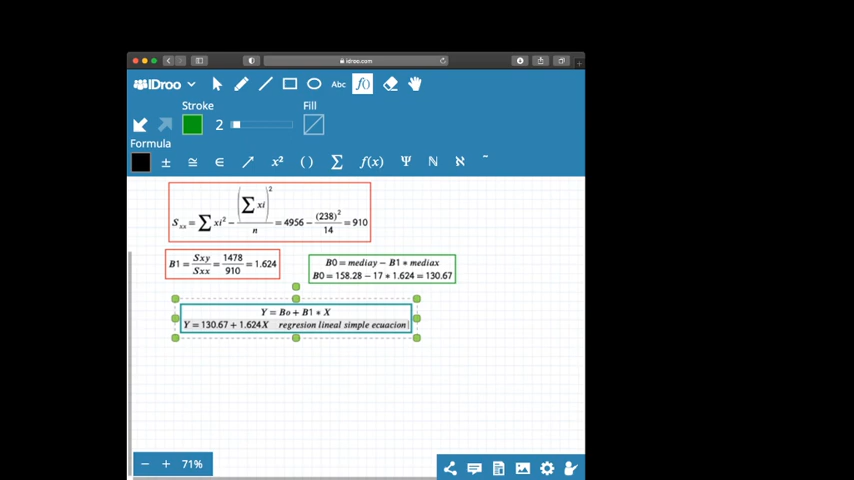 idroo.com
IDroo
Abc
f()
Stroke
Fill
2
Formula
± ≅ ∈ ↗ x² ( ) Σ f(x) Ψ ℕ ℵ ~
S_xx = ∑ xi² − (∑ xi)² / n = 4956 − (238)² / 14 = 910
B1 = Sxy / Sxx = 1478 / 910 = 1.624
B0 = mediay − B1 * mediax
B0 = 158.28 − 17 * 1.624 = 130.67
Y = Bo + B1 * X
Y = 130.67 + 1.624X regresion lineal simple ecuacion
− + 71%